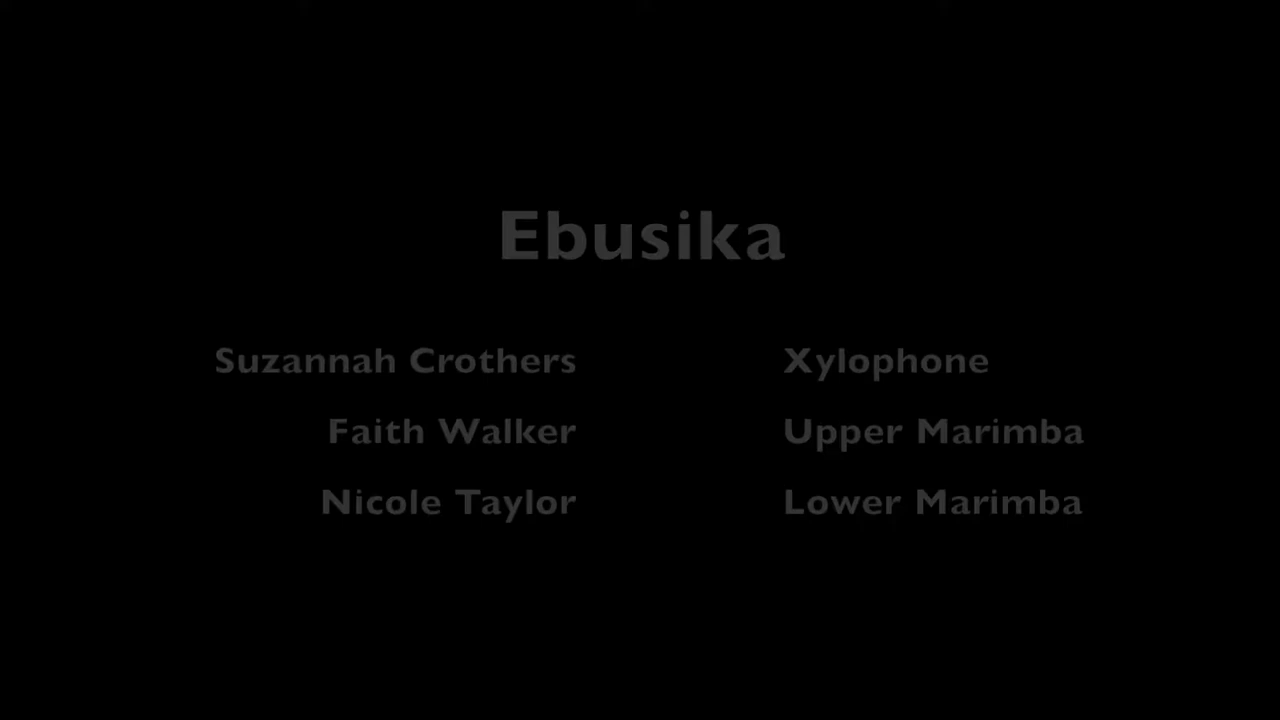 Ebusika
Suzannah Crothers Xylophone
Faith Walker Upper Marimba
Nicole Taylor Lower Marimba